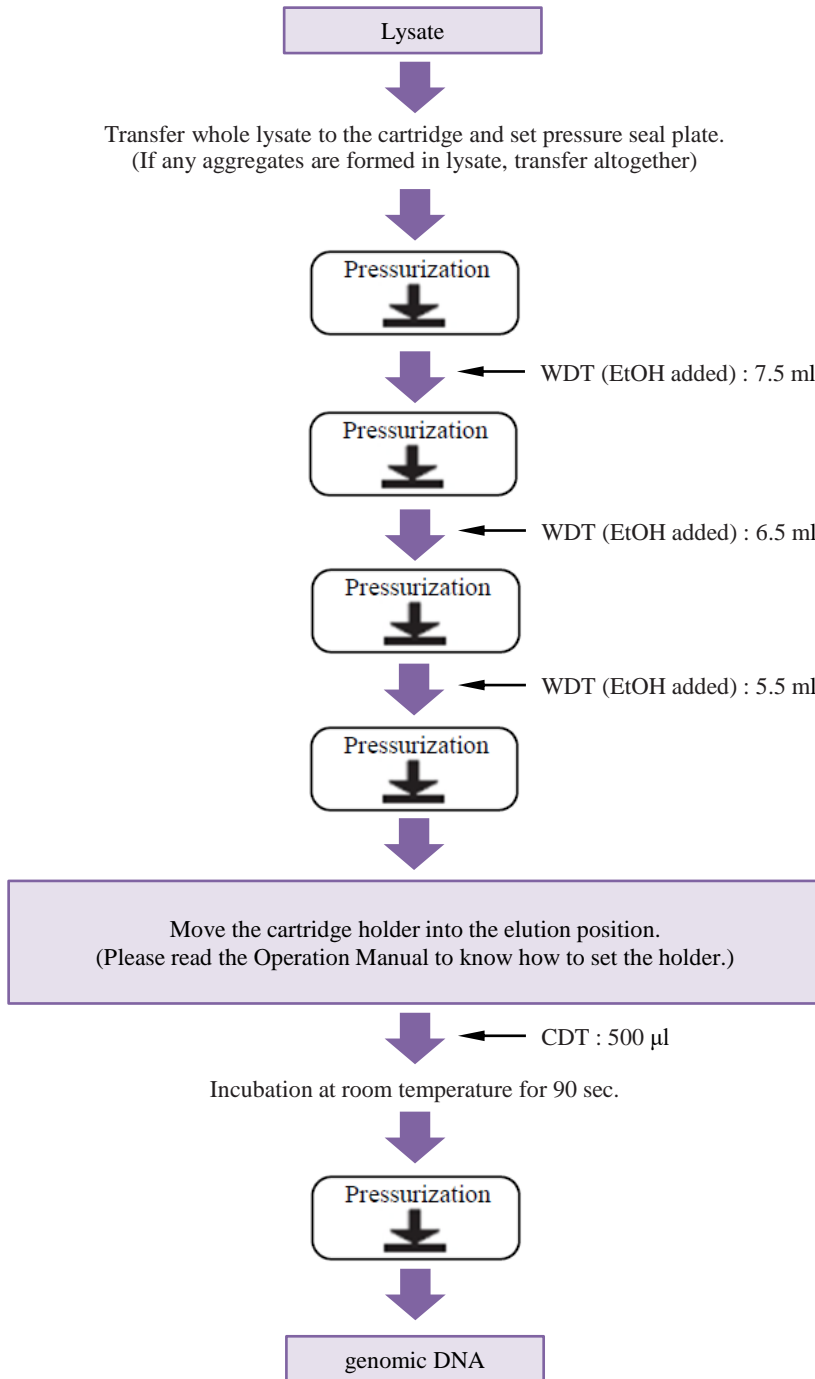 Lysate
Transfer whole lysate to the cartridge and set pressure seal plate.
(If any aggregates are formed in lysate, transfer altogether)
Pressurization
WDT (EtOH added) : 7.5 ml
Pressurization
WDT (EtOH added) : 6.5 ml
Pressurization
WDT (EtOH added) : 5.5 ml
Pressurization
Move the cartridge holder into the elution position.
(Please read the Operation Manual to know how to set the holder.)
CDT : 500 µl
Incubation at room temperature for 90 sec.
Pressurization
genomic DNA